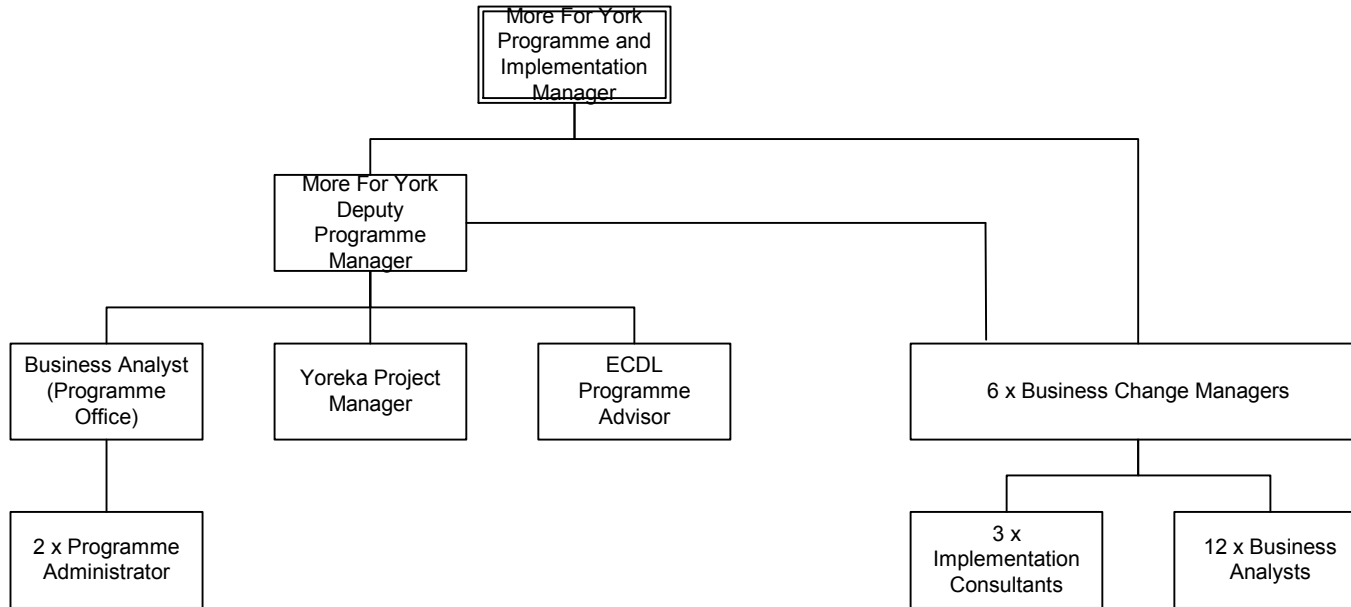 More For York
Programme and
Implementation
Manager
More For York
Deputy
Programme
Manager
Business Analyst
(Programme
Office)
Yoreka Project
Manager
ECDL
Programme
Advisor
6 x Business Change Managers
2 x Programme
Administrator
3 x
Implementation
Consultants
12 x Business
Analysts